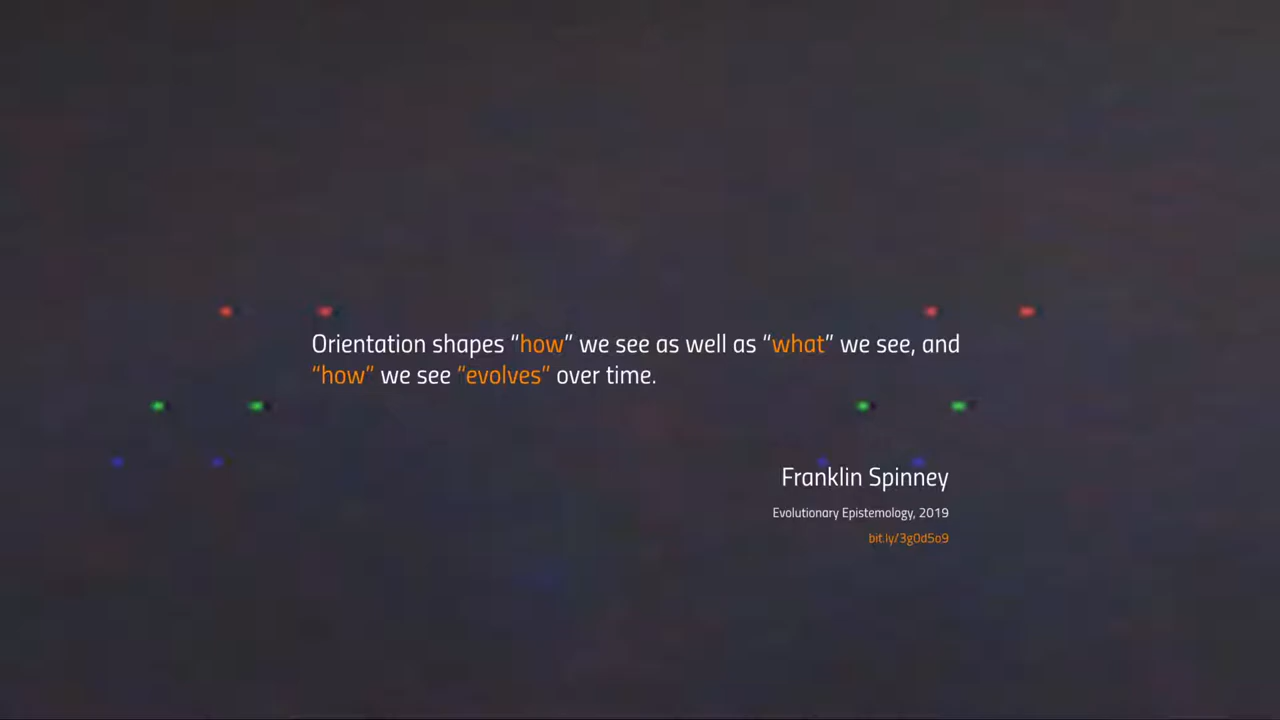 Orientation shapes “how” we see as well as “what” we see, and
“how” we see “evolves” over time.
Franklin Spinney
Evolutionary Epistemology, 2019
bit.ly/3g0d5o9